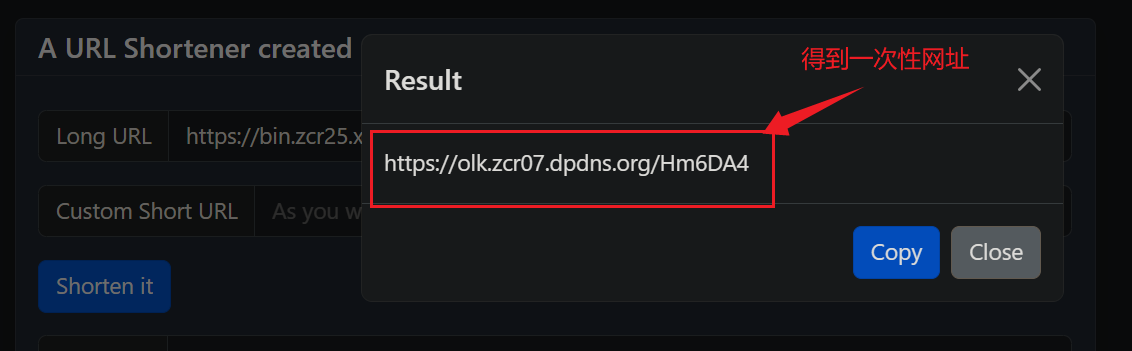 A URL Shortener created
得到一次性网址
Result
Long URL
https://bin.zcr25.x
https://olk.zcr07.dpdns.org/Hm6DA4
Custom Short URL
As you w
Copy
Close
Shorten it